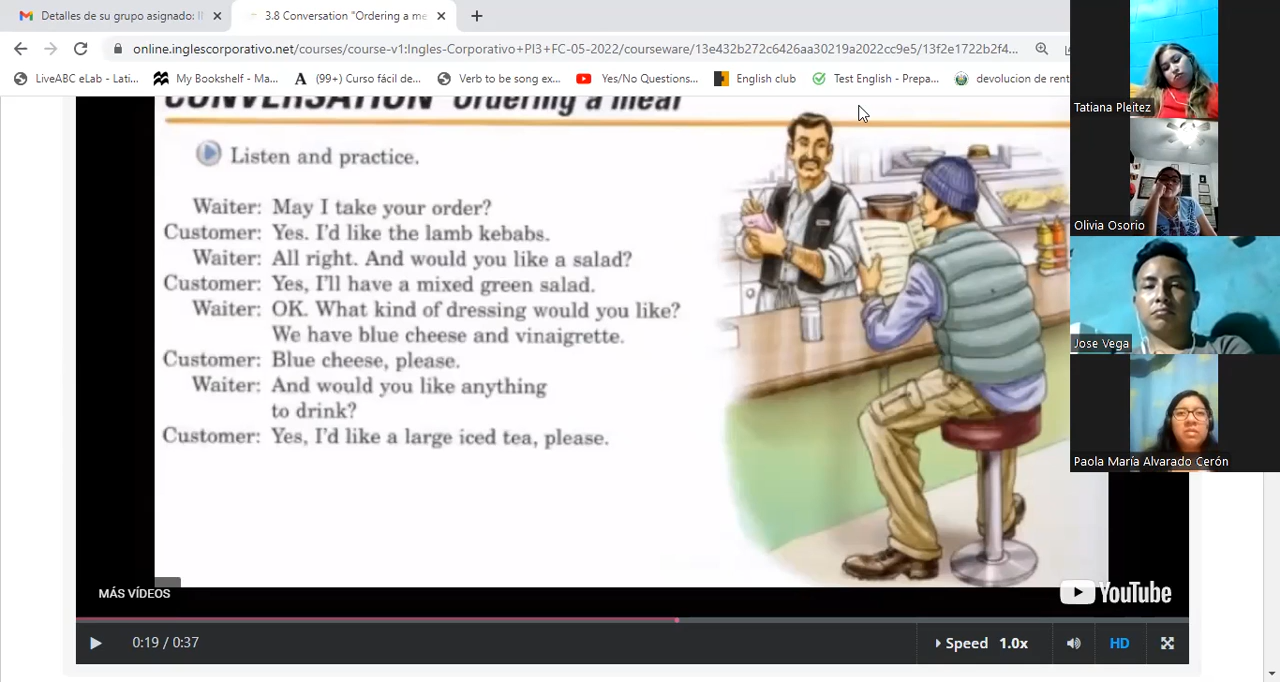 Detalles de su grupo asignado: I
3.8 Conversation "Ordering a me
online.inglescorporativo.net/courses/course-v1:Ingles-Corporativo+PI3+FC-05-2022/courseware/13e432b272c6426aa30219a2022cc9e5/13f2e1722b2f4...
LiveABC eLab - Lati...
My Bookshelf - Ma...
(99+) Curso fácil de...
Verb to be song ex...
Yes/No Questions...
English club
Test English - Prepa...
devolucion de rent
CONVERSATION Ordering a meal
Listen and practice.
Waiter: May I take your order?
Customer: Yes. I'd like the lamb kebabs.
Waiter: All right. And would you like a salad?
Customer: Yes, I'll have a mixed green salad.
Waiter: OK. What kind of dressing would you like?
We have blue cheese and vinaigrette.
Customer: Blue cheese, please.
Waiter: And would you like anything
to drink?
Customer: Yes, I'd like a large iced tea, please.
MÁS VÍDEOS
YouTube
0:19 / 0:37
Speed 1.0x
HD
Tatiana Pleitez
Olivia Osorio
Jose Vega
Paola María Alvarado Cerón